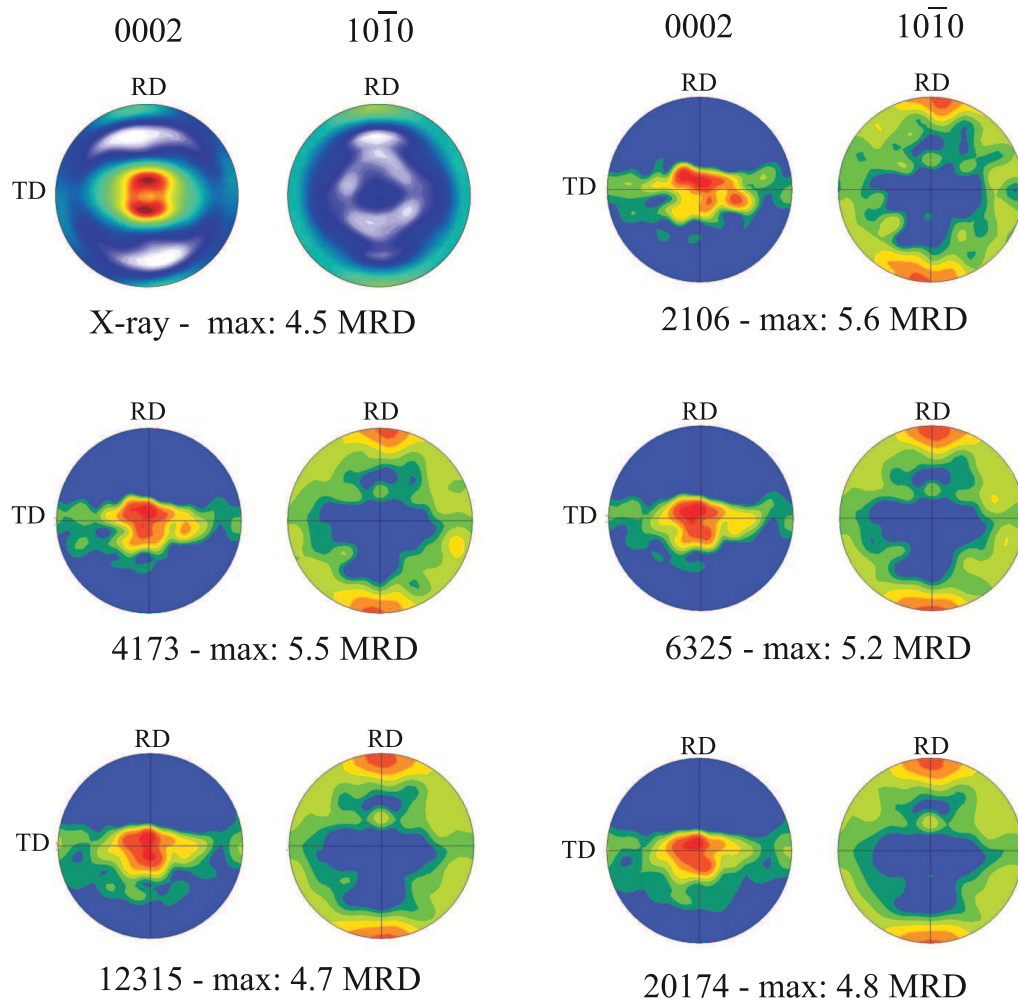 0002 101̅0 0002 101̅0
RD RD RD RD
TD TD
X-ray - max: 4.5 MRD 2106 - max: 5.6 MRD
RD RD RD RD
TD TD
4173 - max: 5.5 MRD 6325 - max: 5.2 MRD
RD RD RD RD
TD TD
12315 - max: 4.7 MRD 20174 - max: 4.8 MRD